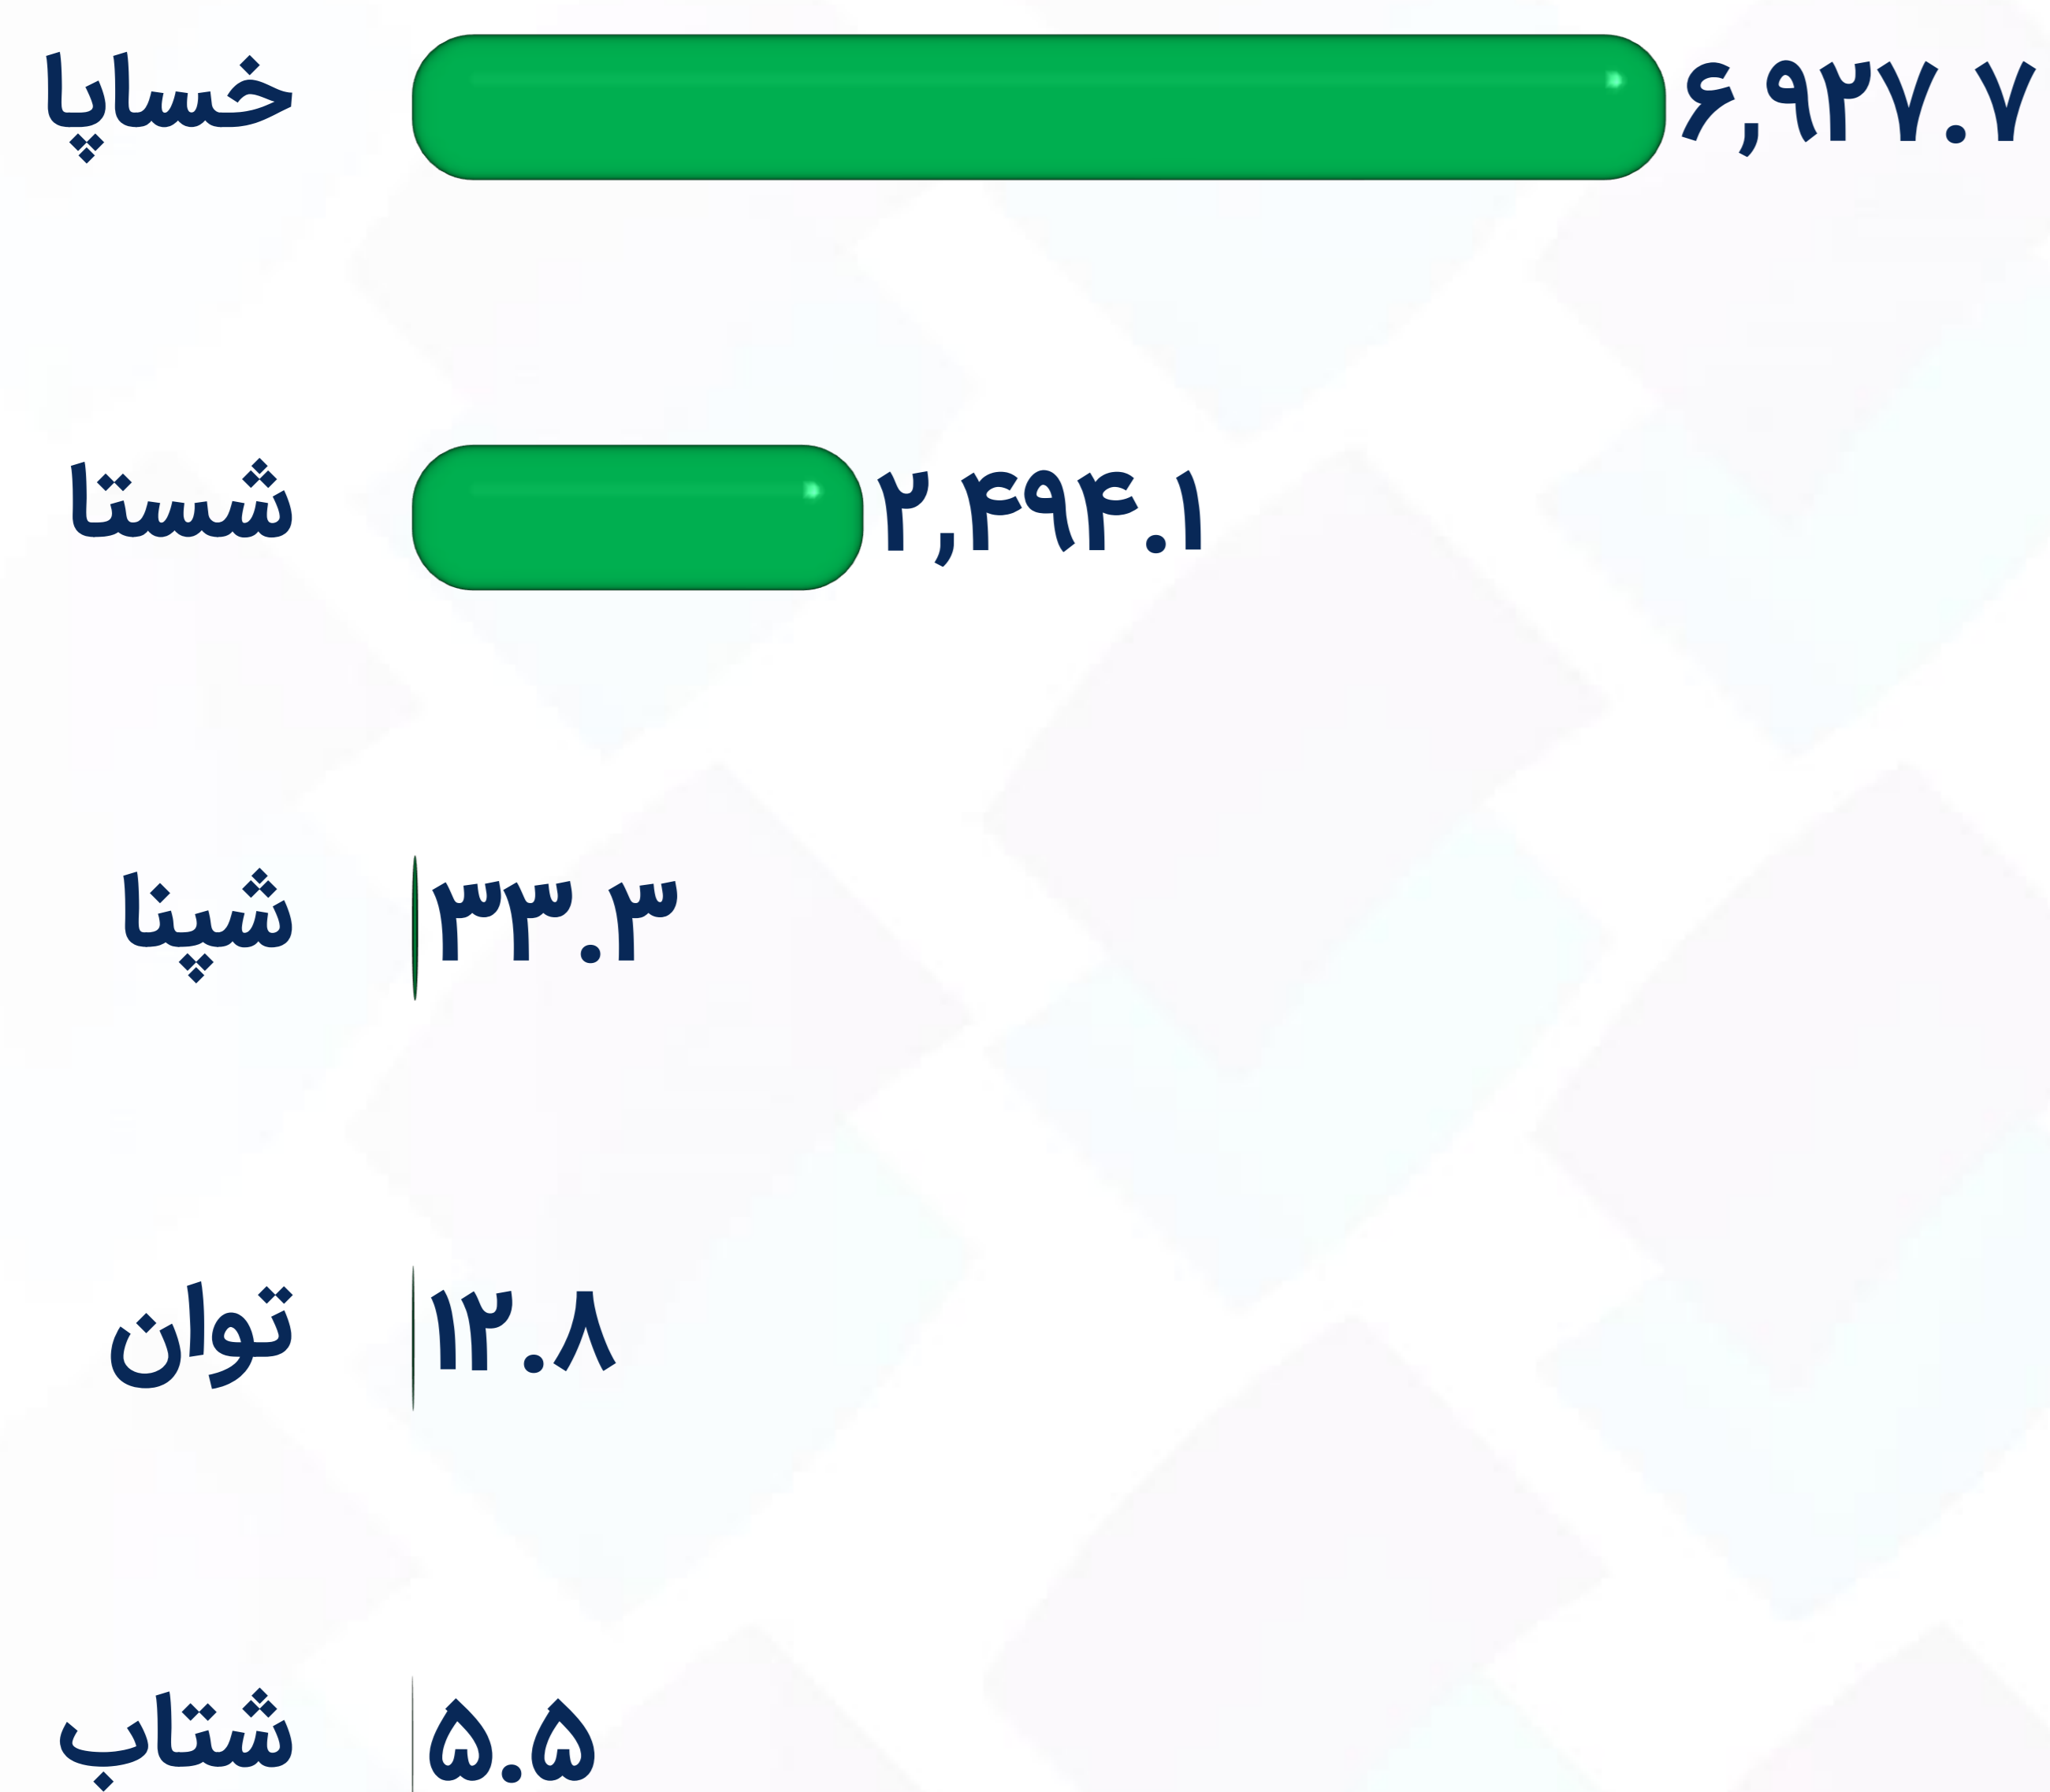 خساپا ۶,۹۲۷.۷
شستا ۲,۴۹۴.۱
شپنا ۳۳.۳
توان ۱۲.۸
شتاب ۵.۵